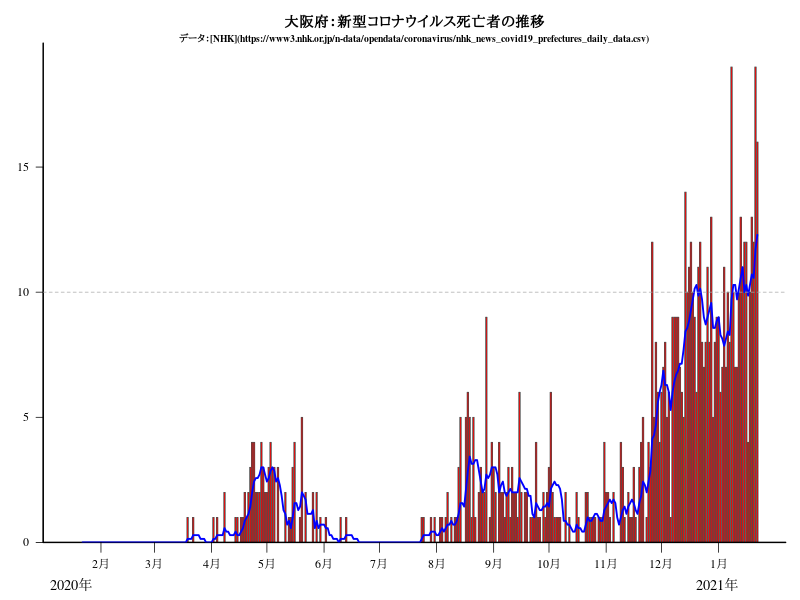 大阪府：新型コロナウイルス死亡者の推移
データ：[NHK](https://www3.nhk.or.jp/n-data/opendata/coronavirus/nhk_news_covid19_prefectures_daily_data.csv)
15
10
5
0
2月 3月 4月 5月 6月 7月 8月 9月 10月 11月 12月 1月
2020年 2021年